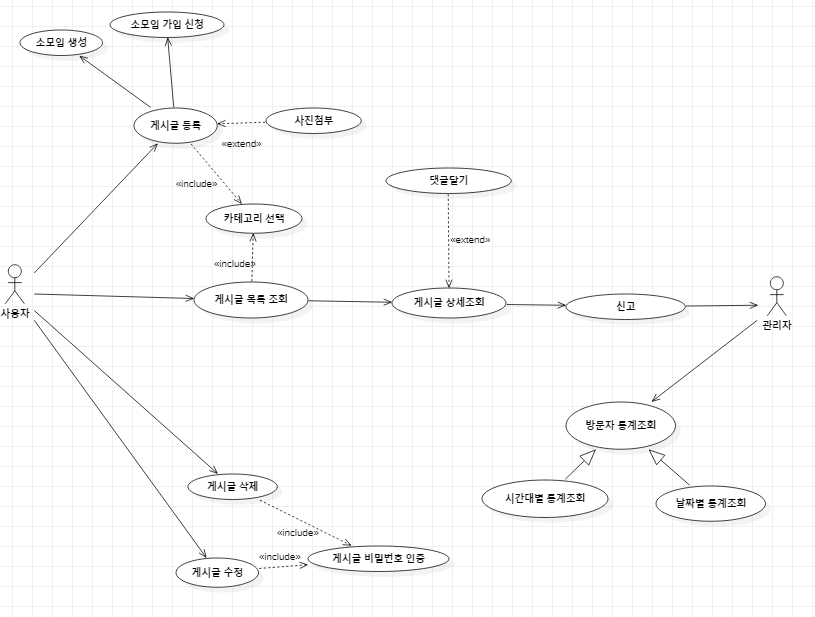 소모임 가입 신청
소모임 생성
게시글 등록
사진첨부
«extend»
«include»
댓글달기
카테고리 선택
«extend»
«include»
사용자
게시글 목록 조회
게시글 상세조회
신고
관리자
방문자 통계조회
게시글 삭제
시간대별 통계조회
날짜별 통계조회
«include»
«include»
게시글 비밀번호 인증
게시글 수정